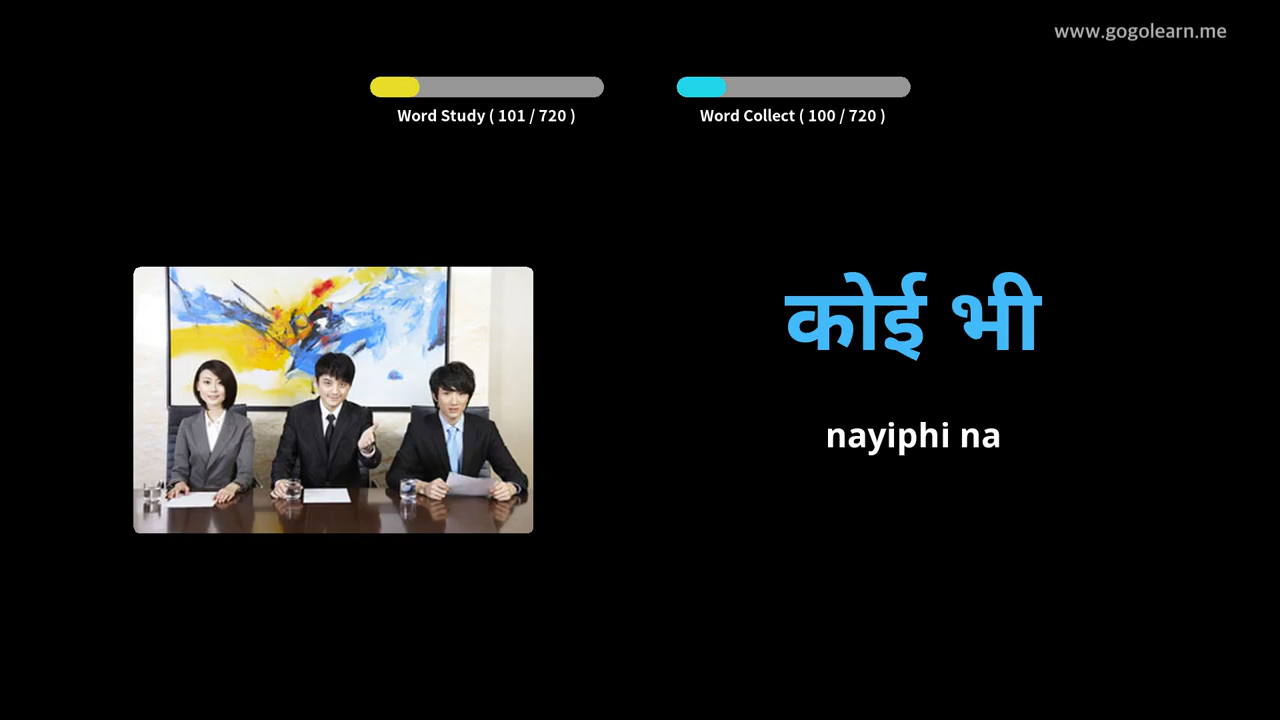 www.gogolearn.me
Word Study ( 101 / 720 )
Word Collect ( 100 / 720 )
कोई भी
nayiphi na